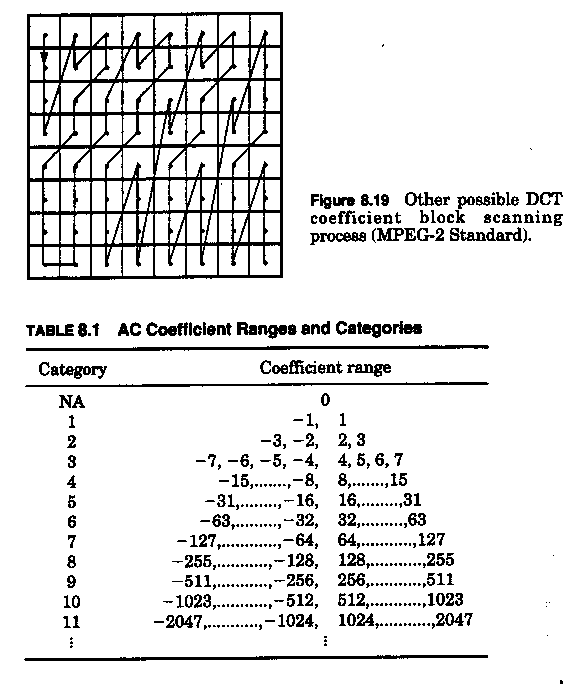 Figure 8.19 Other possible DCT
coefficient block scanning
process (MPEG-2 Standard).
TABLE 8.1 AC Coefficient Ranges and Categories
Category Coefficient range
NA 0
1 −1, 1
2 −3, −2, 2, 3
3 −7, −6, −5, −4, 4, 5, 6, 7
4 −15,........,−8, 8,.......,15
5 −31,.........,−16, 16,.........,31
6 −63,..........,−32, 32,.........,63
7 −127,............,−64, 64,............,127
8 −255,............,−128, 128,............,255
9 −511,............,−256, 256,............,511
10 −1023,............,−512, 512,............,1023
11 −2047,............,−1024, 1024,............,2047
⋮ ⋮